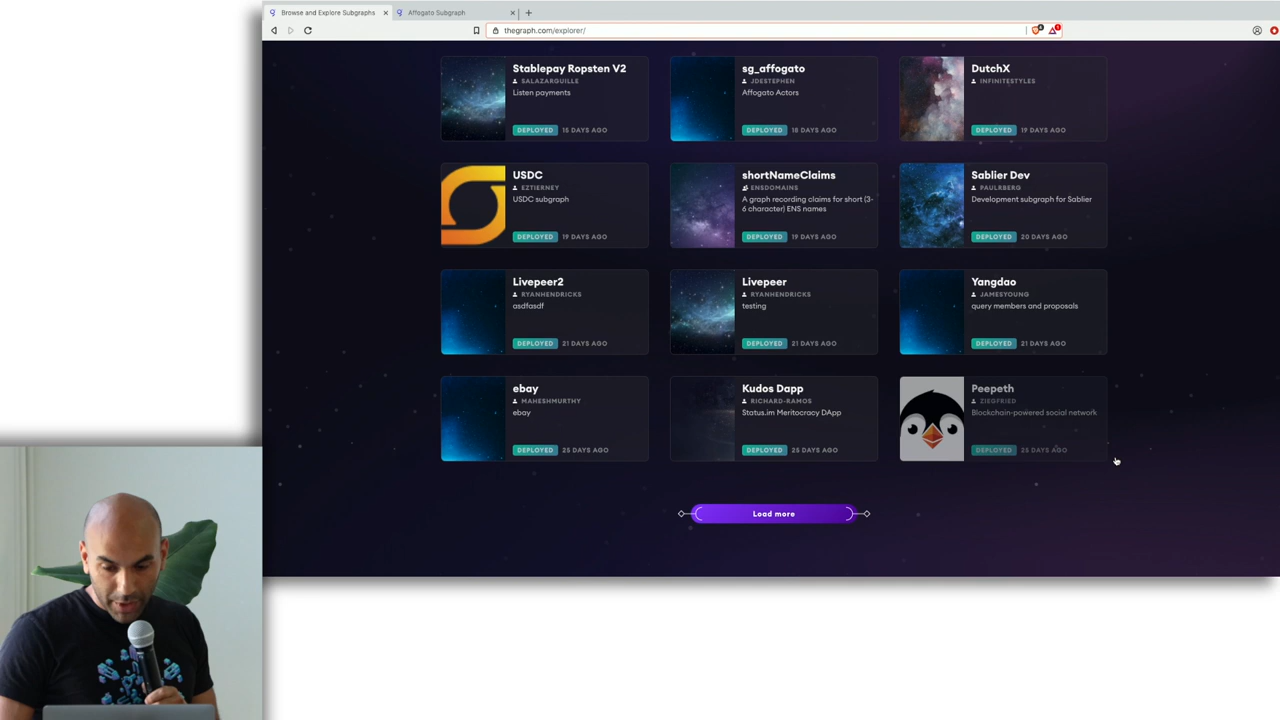 Browse and Explore Subgraphs
Affogato Subgraph
thegraph.com/explorer/
Stablepay Ropsten V2
SALAZARGUILLE
Listen payments
DEPLOYED 15 DAYS AGO
sg_affogato
JDESTEPHEN
Affogato Actors
DEPLOYED 18 DAYS AGO
DutchX
INFINITESTYLES
DEPLOYED 19 DAYS AGO
USDC
EZTIERNEY
USDC subgraph
DEPLOYED 19 DAYS AGO
shortNameClaims
ENSDOMAINS
A graph recording claims for short (3-
6 character) ENS names
DEPLOYED 19 DAYS AGO
Sablier Dev
PAULRBERG
Development subgraph for Sablier
DEPLOYED 20 DAYS AGO
Livepeer2
RYANHENDRICKS
asdfasdf
DEPLOYED 21 DAYS AGO
Livepeer
RYANHENDRICKS
testing
DEPLOYED 21 DAYS AGO
Yangdao
JAMESYOUNG
query members and proposals
DEPLOYED 21 DAYS AGO
ebay
MAHESHMURTHY
ebay
DEPLOYED 25 DAYS AGO
Kudos Dapp
RICHARD-RAMOS
Status.im Meritocracy DApp
DEPLOYED 25 DAYS AGO
Peepeth
ZIEGFRIED
Blockchain-powered social network
DEPLOYED 25 DAYS AGO
Load more